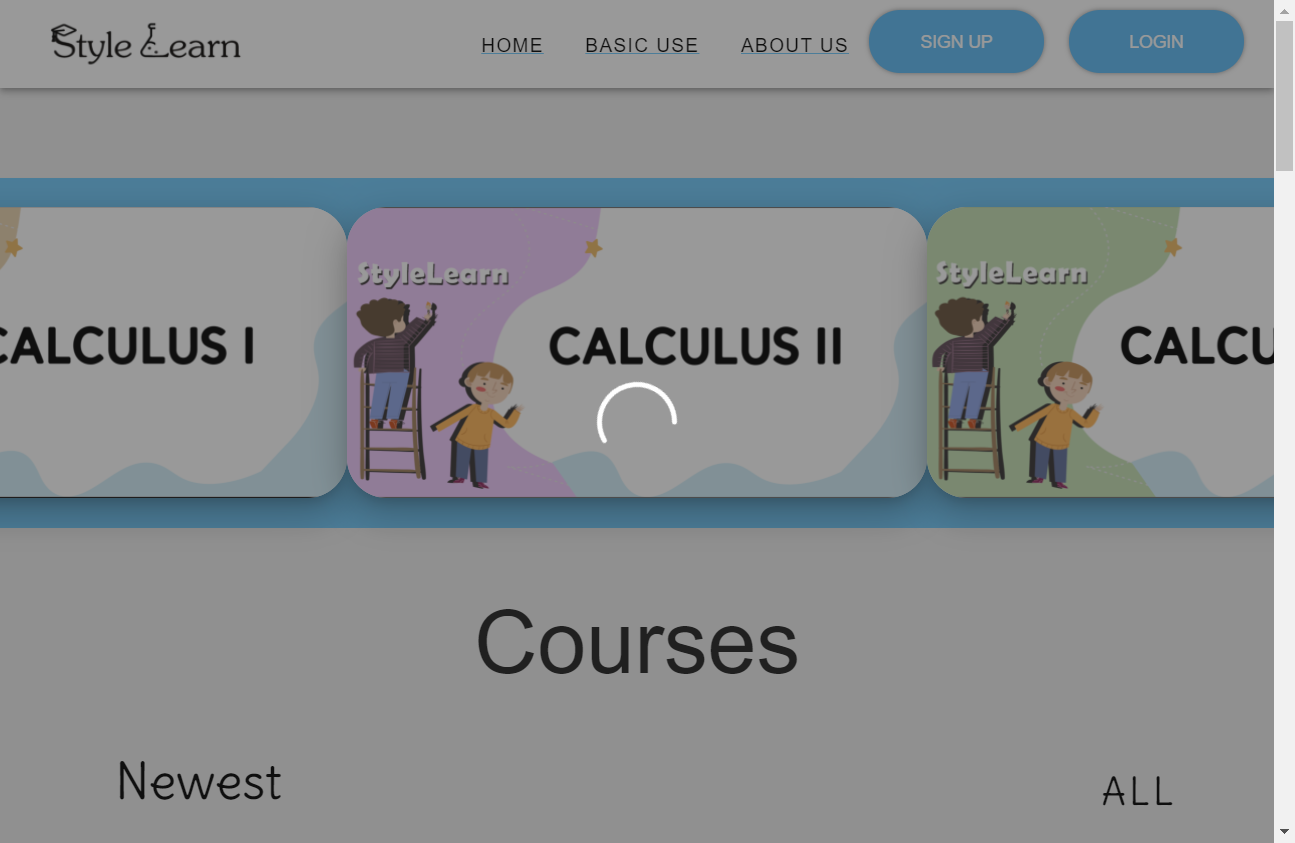 Style Learn
HOME
BASIC USE
ABOUT US
SIGN UP
LOGIN
CALCULUS I
StyleLearn
CALCULUS II
StyleLearn
CALCU
Courses
Newest
ALL